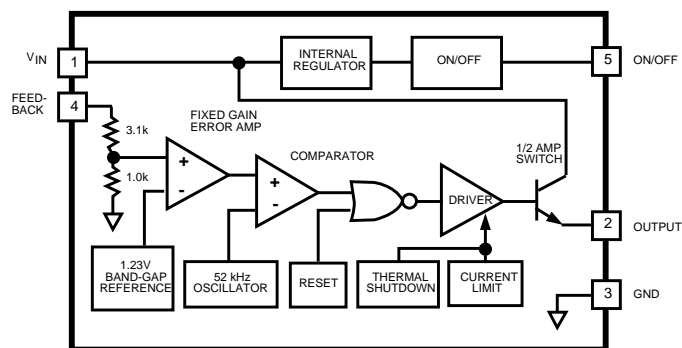 V IN
1
INTERNAL
REGULATOR
ON/OFF
5
ON/OFF
FEED-
BACK
4
FIXED GAIN
ERROR AMP
3.1k
1.0k
+
-
+
-
COMPARATOR
1/2 AMP
SWITCH
DRIVER
2
OUTPUT
1.23V
BAND-GAP
REFERENCE
52 kHz
OSCILLATOR
RESET
THERMAL
SHUTDOWN
CURRENT
LIMIT
3
GND